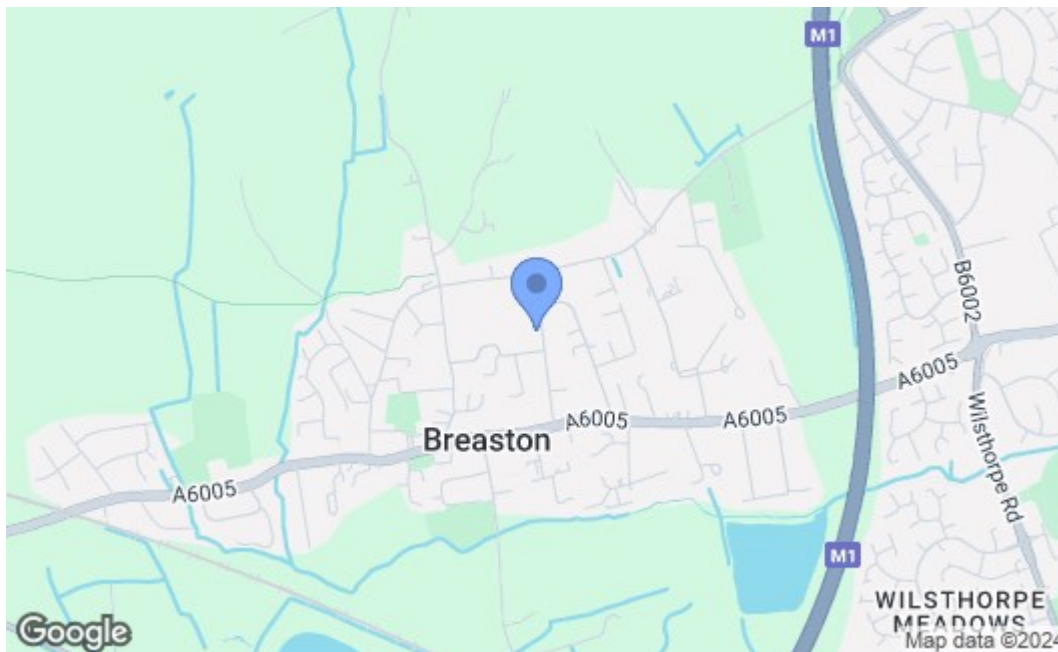 M1
B6002
A6005
A6005
A6005
Breaston
Wilsthorpe Rd
A6005
M1
WILSTHORPE
MEADOWS
Google
Map data ©2024